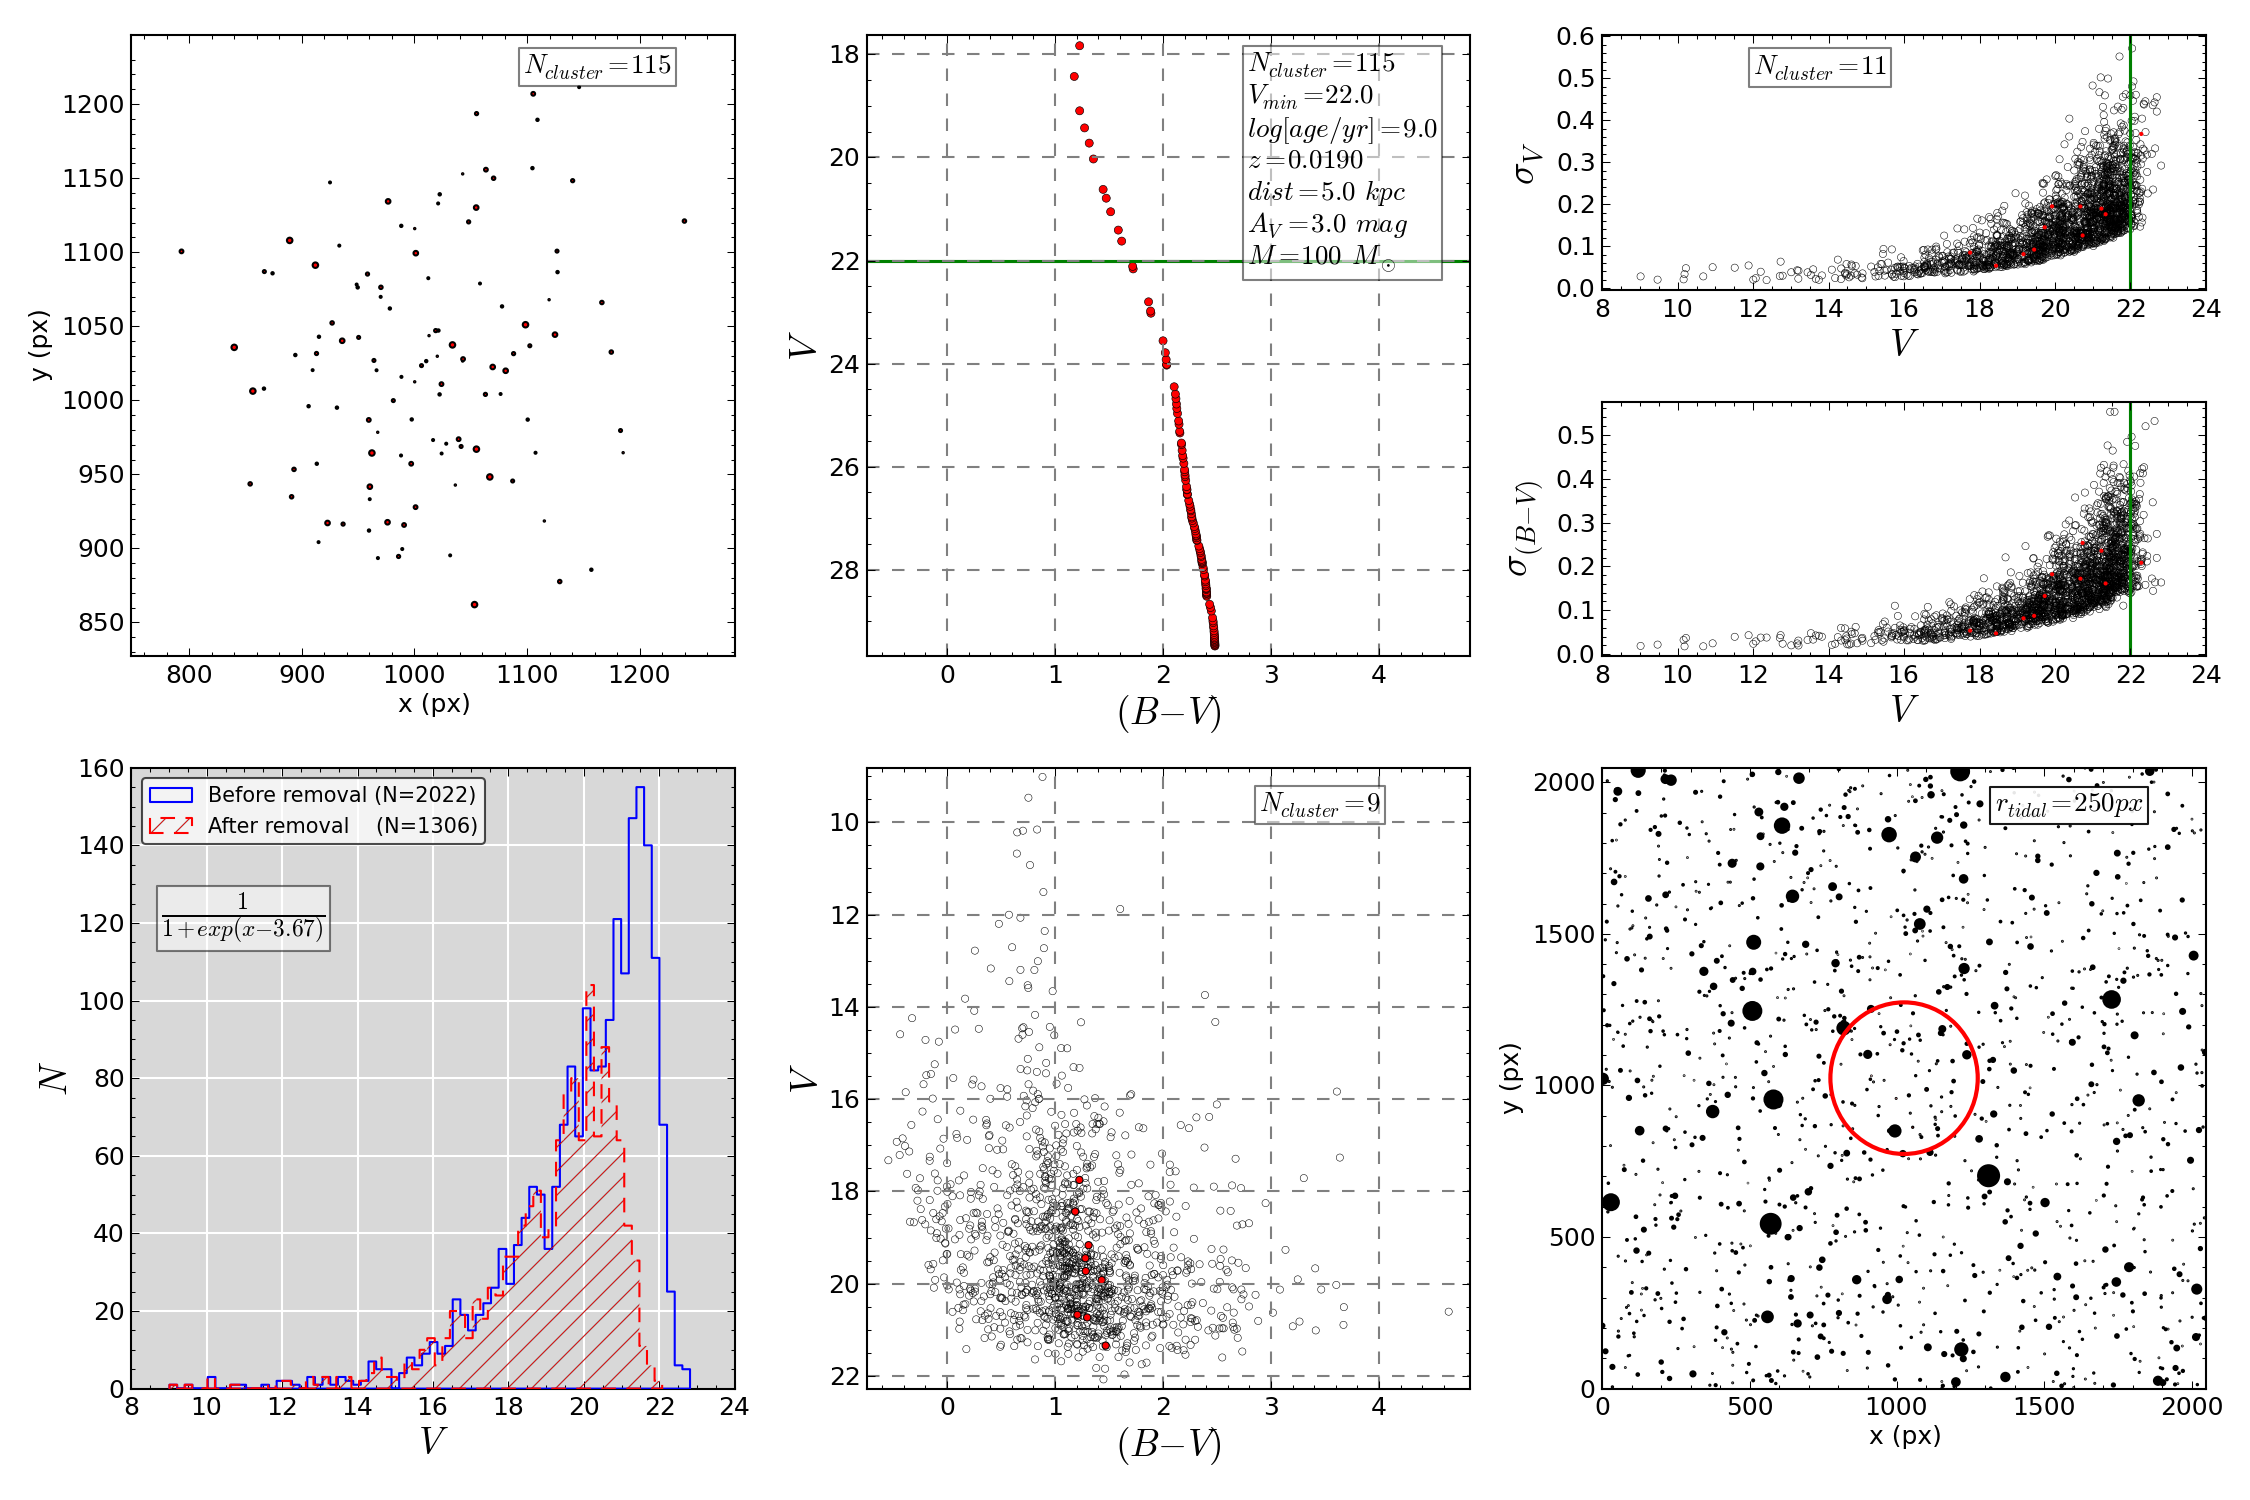 N_cluster = 115
1200
1150
1100
1050
1000
950
900
850
y (px)
800 900 1000 1100 1200
x (px)
N_cluster = 115
V_min = 22.0
log[age/yr] = 9.0
z = 0.0190
dist = 5.0 kpc
A_V = 3.0 mag
M = 100 M_⊙
18
20
22
24
26
28
V
0 1 2 3 4
(B−V)
N_cluster = 11
0.6
0.5
0.4
0.3
0.2
0.1
0.0
σ_V
8 10 12 14 16 18 20 22 24
V
0.5
0.4
0.3
0.2
0.1
0.0
σ_(B−V)
8 10 12 14 16 18 20 22 24
V
Before removal (N=2022)
After removal (N=1306)
1
1+exp(x−3.67)
160
140
120
100
80
60
40
20
0
N
8 10 12 14 16 18 20 22 24
V
N_cluster = 9
10
12
14
16
18
20
22
V
0 1 2 3 4
(B−V)
r_tidal = 250px
2000
1500
1000
500
0
y (px)
0 500 1000 1500 2000
x (px)